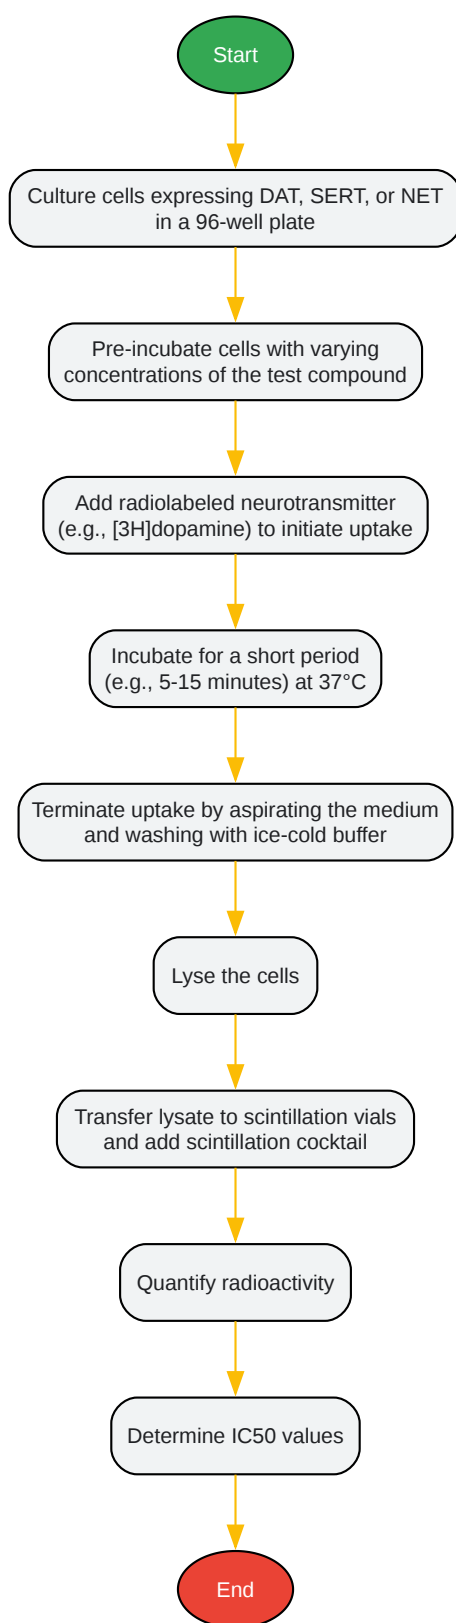 Start
Culture cells expressing DAT, SERT, or NET
in a 96-well plate
Pre-incubate cells with varying
concentrations of the test compound
Add radiolabeled neurotransmitter
(e.g., [3H]dopamine) to initiate uptake
Incubate for a short period
(e.g., 5-15 minutes) at 37°C
Terminate uptake by aspirating the medium
and washing with ice-cold buffer
Lyse the cells
Transfer lysate to scintillation vials
and add scintillation cocktail
Quantify radioactivity
Determine IC50 values
End